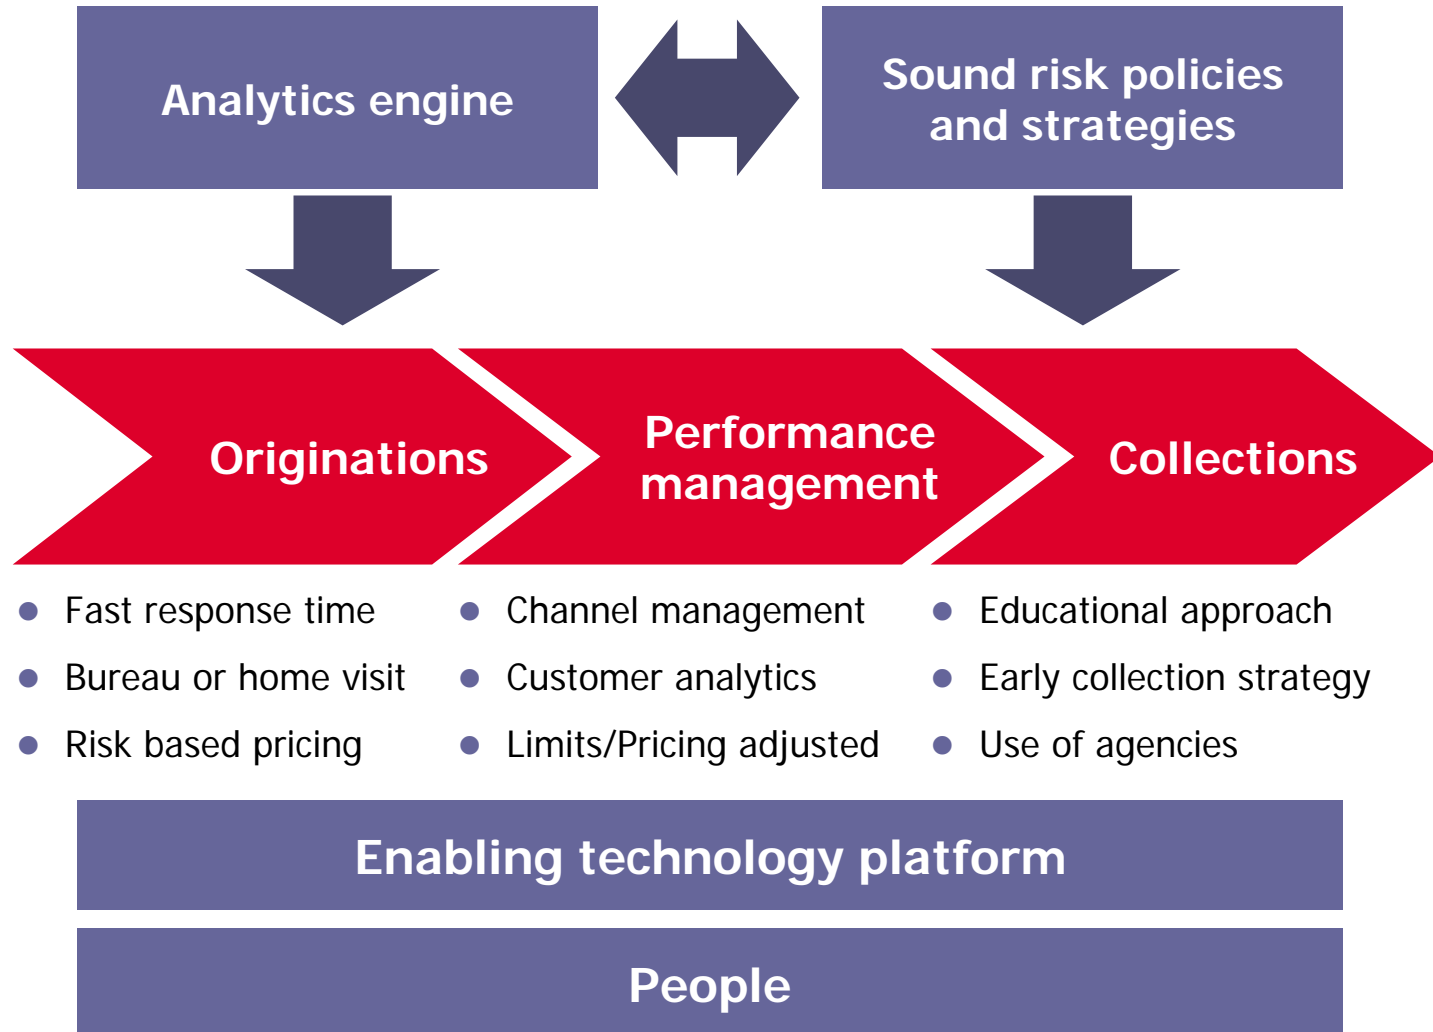 Analytics engine
Sound risk policies
and strategies
Originations
Performance
management
Collections
● Fast response time
● Bureau or home visit
● Risk based pricing
● Channel management
● Customer analytics
● Limits/Pricing adjusted
● Educational approach
● Early collection strategy
● Use of agencies
Enabling technology platform
People